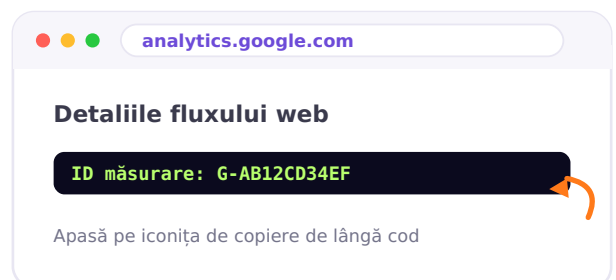 analytics.google.com
Detaliile fluxului web
ID măsurare: G-AB12CD34EF
Apasă pe iconița de copiere de lângă cod